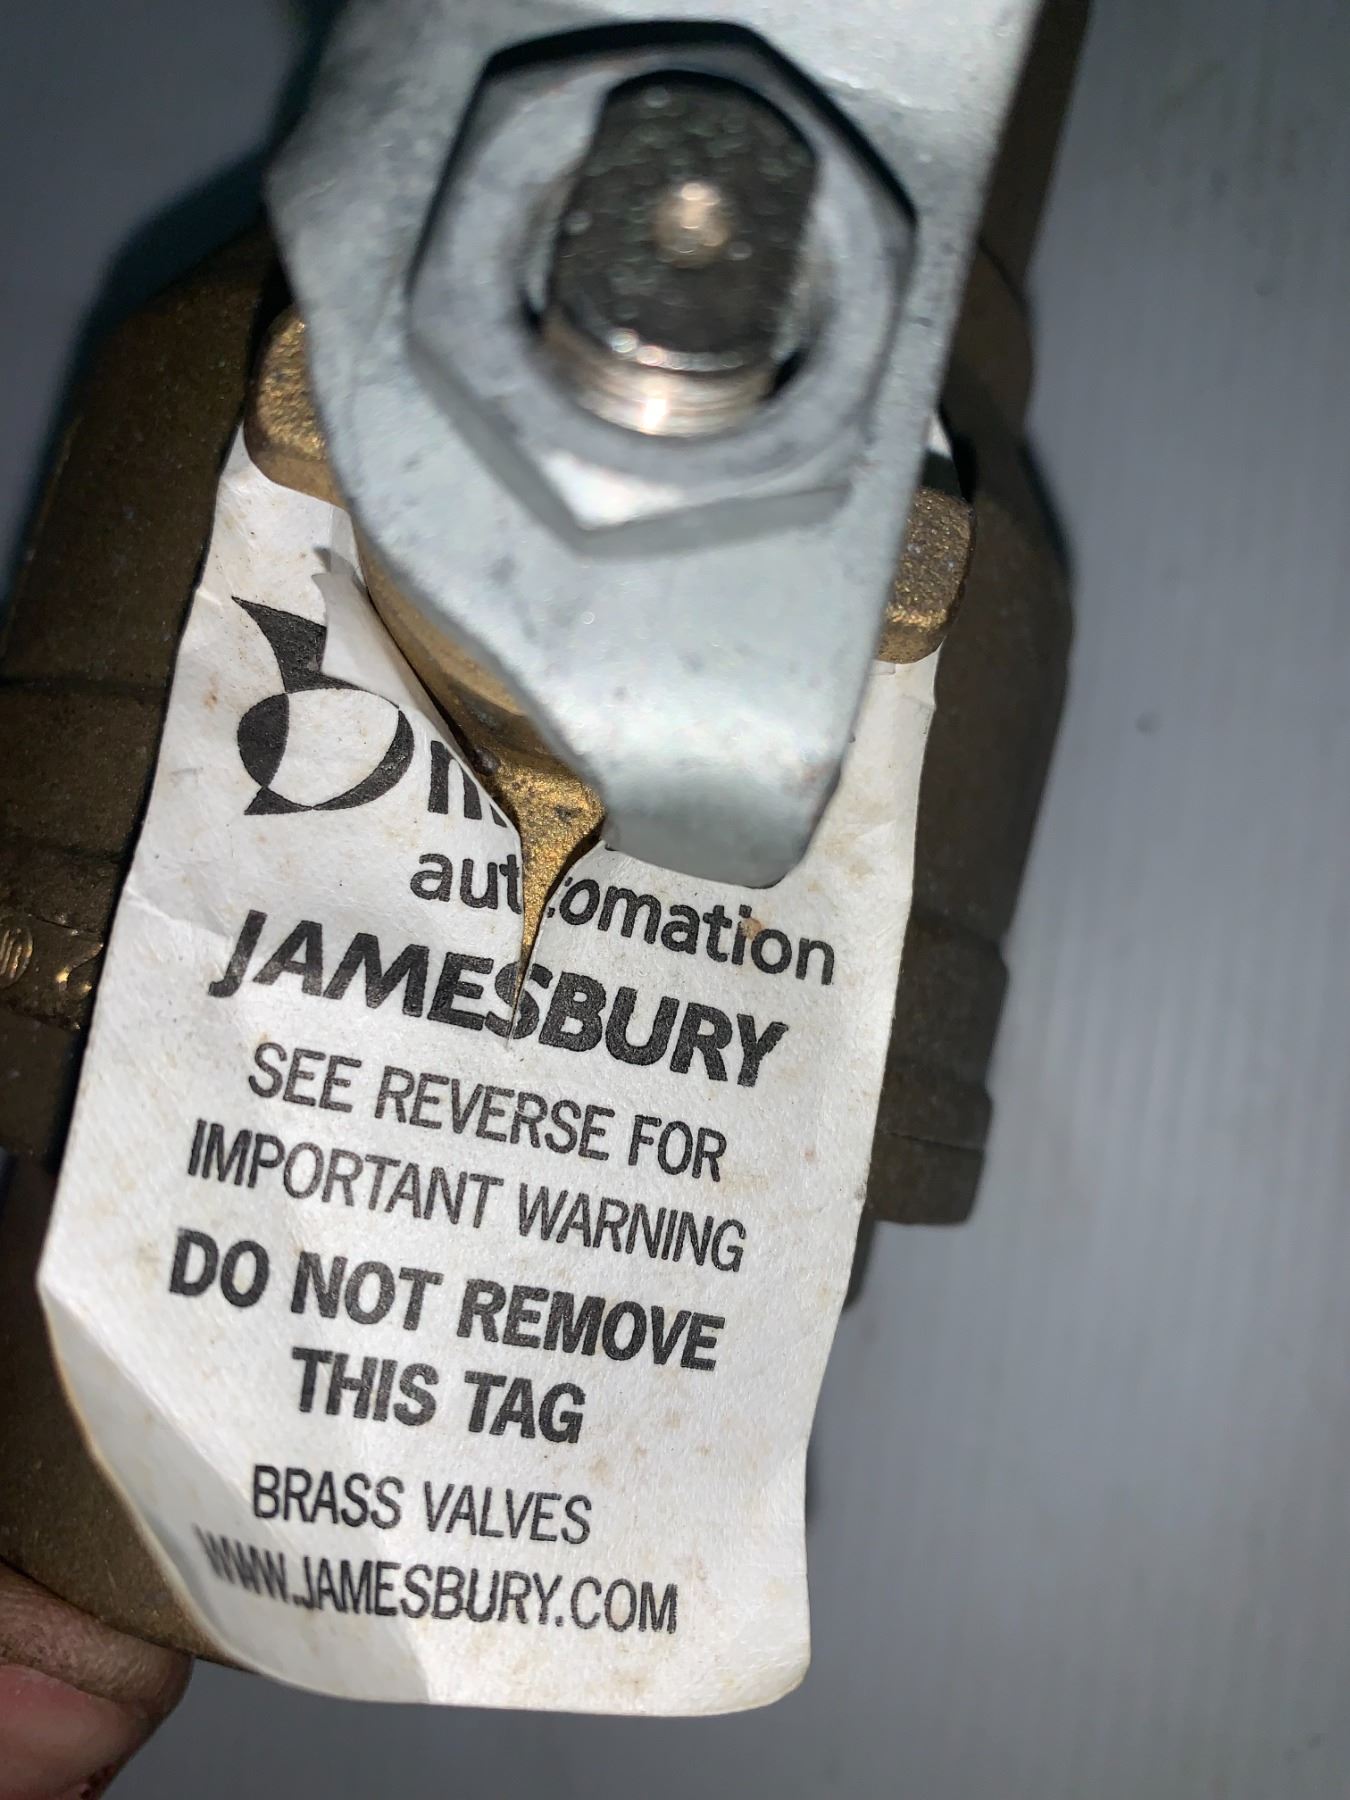 automation
JAMESBURY
SEE REVERSE FOR
IMPORTANT WARNING
DO NOT REMOVE
THIS TAG
BRASS VALVES
WWW.JAMESBURY.COM